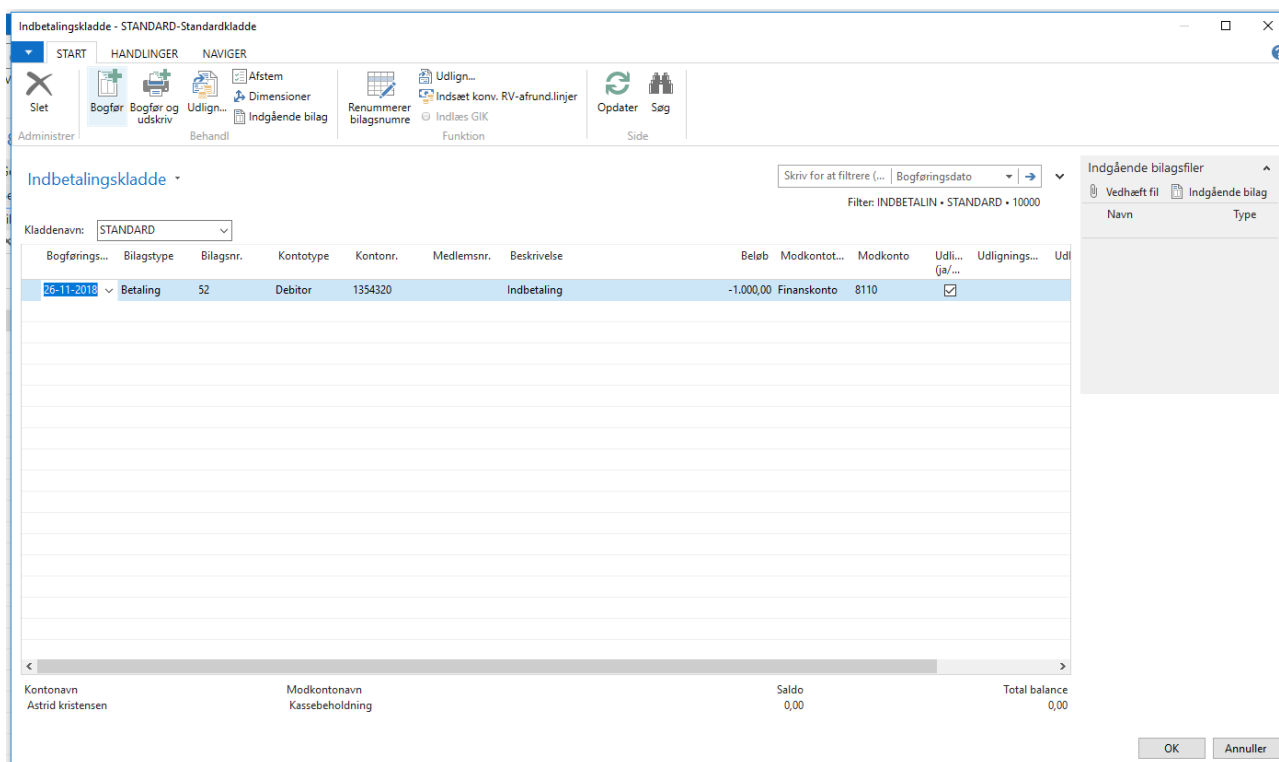 Indbetalingskladde - STANDARD-Standardkladde
START HANDLINGER NAVIGER
Slet
Bogfør
Bogfør og udskriv
Udlign...
Afstem
Dimensioner
Indgående bilag
Renummerer bilagsnumre
Udlign...
Indsæt konv. RV-afrund.linjer
Indlæs GIK
Opdater
Søg
Administrer Behandl Funktion Side
Indbetalingskladde
Skriv for at filtrere (... Bogføringsdato
Filter: INDBETALIN • STANDARD • 10000
Kladdenavn: STANDARD
Bogførings... Bilagstype Bilagsnr. Kontotype Kontonr. Medlemsnr. Beskrivelse Beløb Modkontot... Modkonto Udli... (ja/... Udlignings... Udl
26-11-2018 Betaling 52 Debitor 1354320 Indbetaling -1.000,00 Finanskonto 8110
Indgående bilagsfiler
Vedhæft fil Indgående bilag
Navn Type
Kontonavn Modkontonavn Saldo Total balance
Astrid kristensen Kassebeholdning 0,00 0,00
OK Annuller